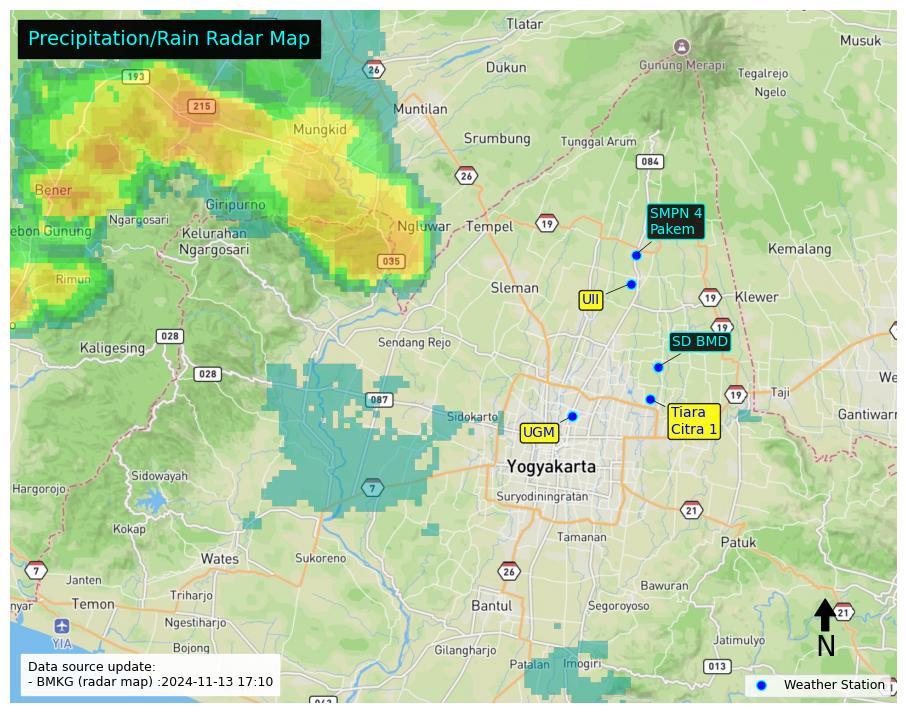 Precipitation/Rain Radar Map
Tlatar
Musuk
Gunung Merapi
26
Dukun
Tegalrejo
193
Ngelo
215
Muntilan
Mungkid
Srumbung
Tunggal Arum
084
26
Bener
Giripurno
SMPN 4
Pakem
Ngargosari
Ngluwar
Tempel
19
ebon Gunung
Kelurahan
Ngargosari
Kemalang
035
Rimun
Sleman
UII
19
Klewer
19
028
Sendang Rejo
SD BMD
Kaligesing
028
087
19
Taji
We
Sidokarto
Tiara
Citra 1
Gantiwarn
UGM
Yogyakarta
Sidowayah
Hargorejo
7
Suryodiningratan
21
Kokap
Tamanan
Patuk
Wates
Sukoreno
7
26
Janten
Bawuran
Triharjo
nyar
Temon
Bantul
Segoroyoso
21
Ngestiharjo
YIA
N
Jatimulyo
Bojong
Gilangharjo
Patalan
Imogiri
013
Data source update:
- BMKG (radar map) :2024-11-13 17:10
Weather Station